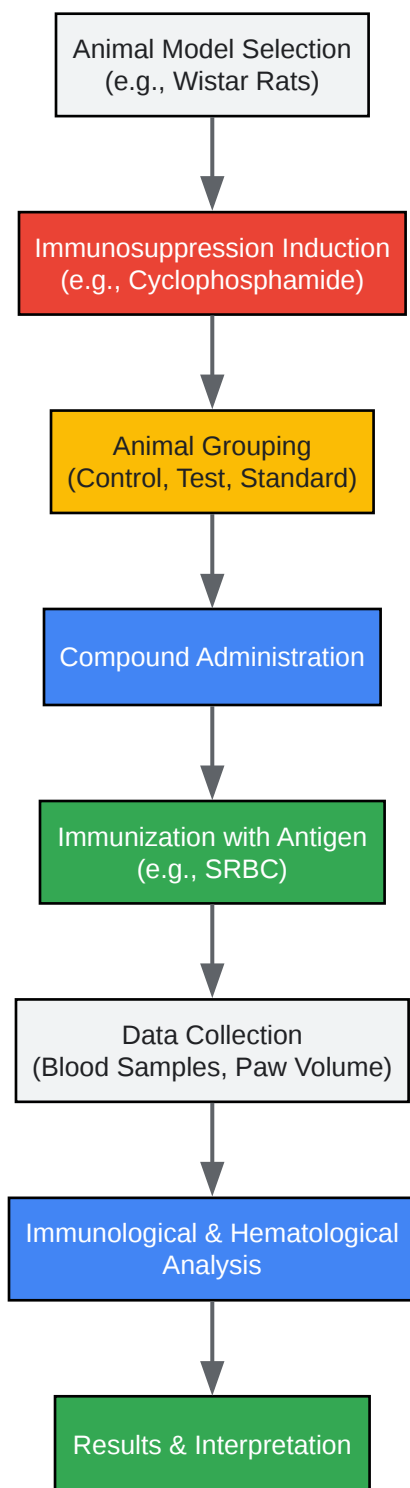 Animal Model Selection
(e.g., Wistar Rats)
Immunosuppression Induction
(e.g., Cyclophosphamide)
Animal Grouping
(Control, Test, Standard)
Compound Administration
Immunization with Antigen
(e.g., SRBC)
Data Collection
(Blood Samples, Paw Volume)
Immunological & Hematological
Analysis
Results & Interpretation